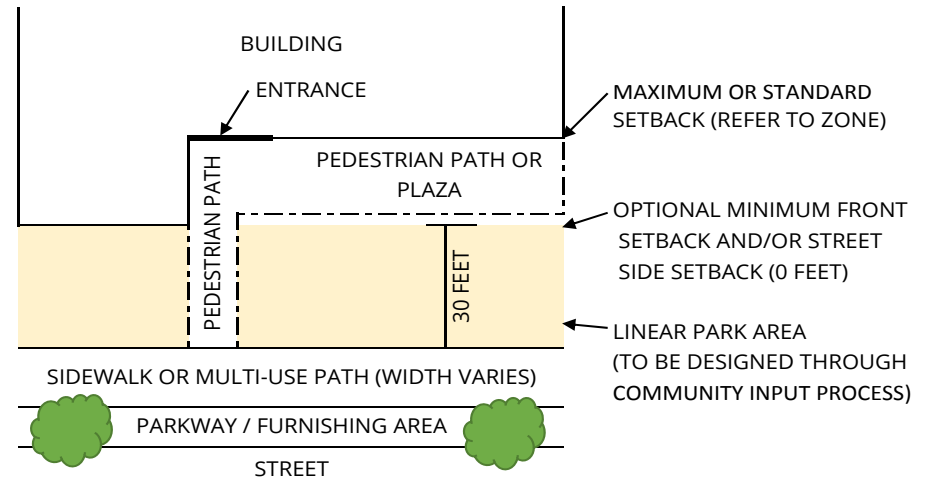 BUILDING
ENTRANCE
MAXIMUM OR STANDARD
SETBACK (REFER TO ZONE)
PEDESTRIAN PATH OR
PLAZA
PEDESTRIAN PATH
OPTIONAL MINIMUM FRONT
SETBACK AND/OR STREET
SIDE SETBACK (0 FEET)
30 FEET
LINEAR PARK AREA
(TO BE DESIGNED THROUGH
COMMUNITY INPUT PROCESS)
SIDEWALK OR MULTI-USE PATH (WIDTH VARIES)
PARKWAY / FURNISHING AREA
STREET